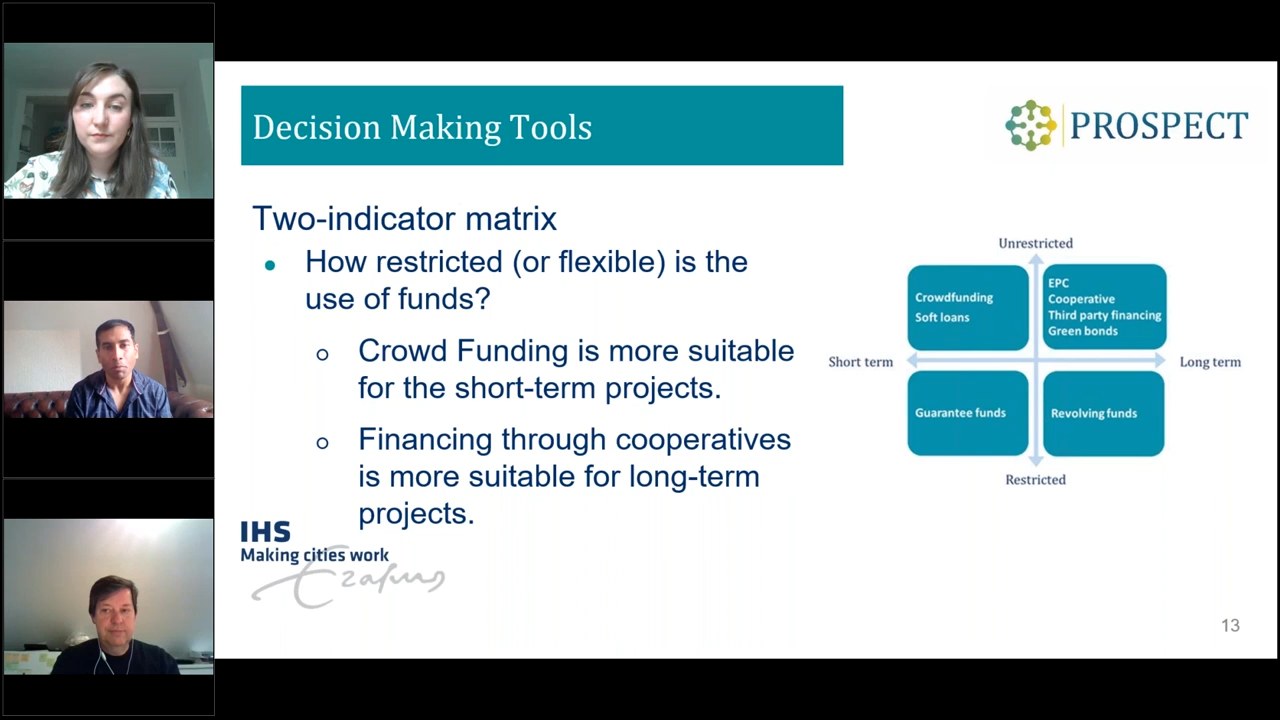 Decision Making Tools
PROSPECT
Two-indicator matrix
• How restricted (or flexible) is the
use of funds?
o Crowd Funding is more suitable
for the short-term projects.
o Financing through cooperatives
is more suitable for long-term
projects.
Unrestricted
Crowdfunding
Soft loans
EPC
Cooperative
Third party financing
Green bonds
Short term
Long term
Guarantee funds
Revolving funds
Restricted
IHS
Making cities work
Erasmus
13